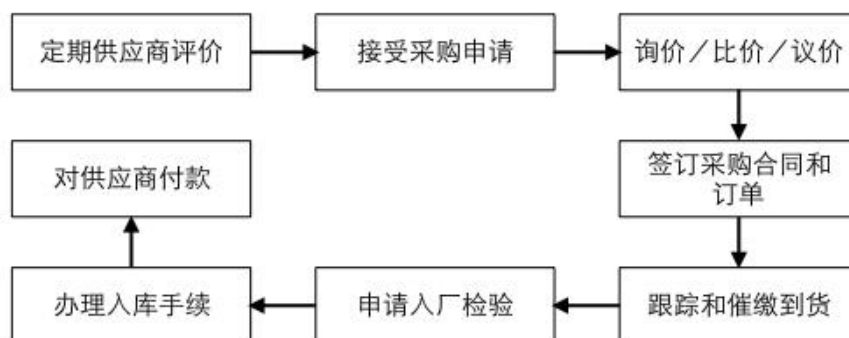 定期供应商评价
接受采购申请
询价／比价／议价
签订采购合同和
订单
跟踪和催缴到货
申请入厂检验
办理入库手续
对供应商付款